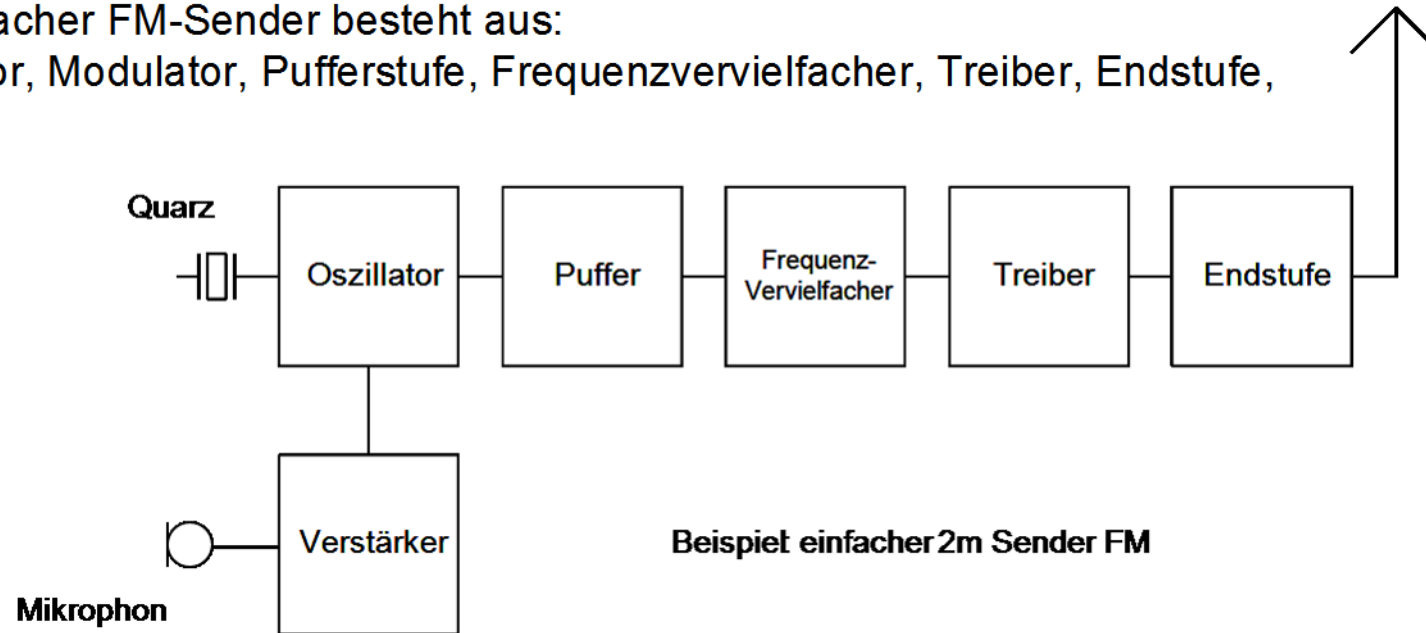 acher FM-Sender besteht aus:
or, Modulator, Pufferstufe, Frequenzvervielfacher, Treiber, Endstufe,
Quarz
Oszillator
Puffer
Frequenz-
Vervielfacher
Treiber
Endstufe
Verstärker
Beispiel: einfacher 2m Sender FM
Mikrophon